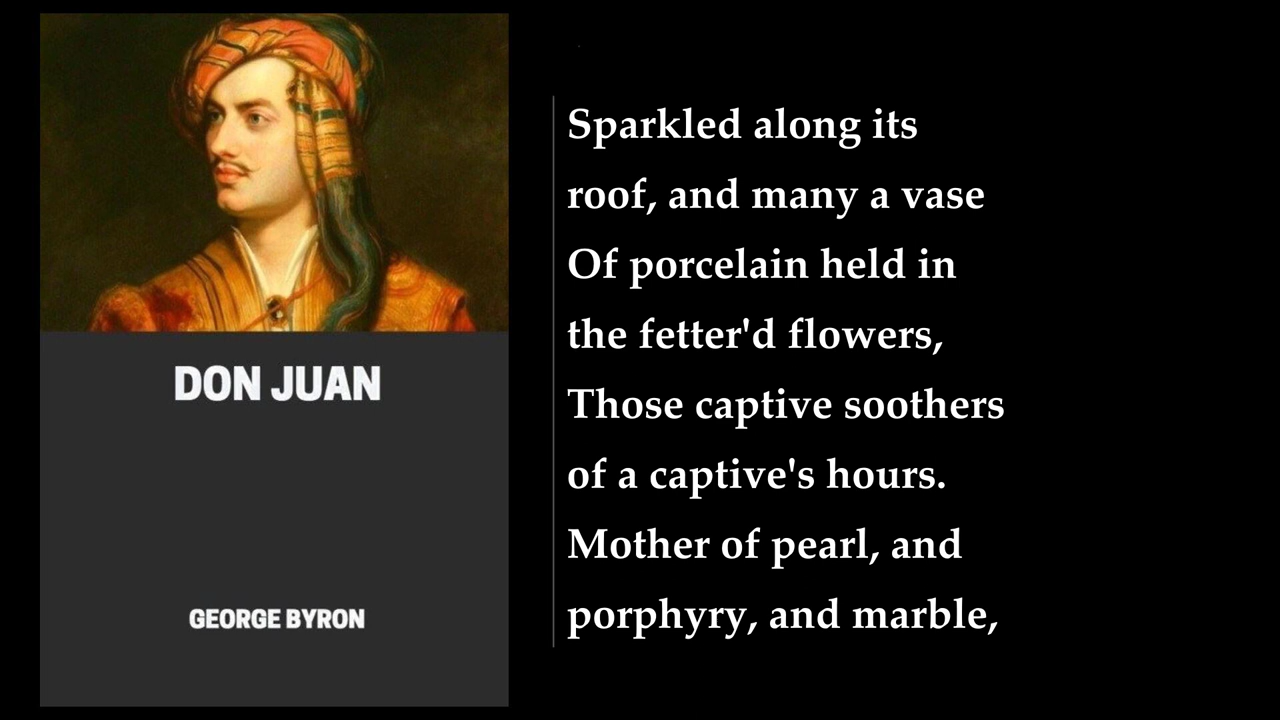 DON JUAN
GEORGE BYRON
Sparkled along its
roof, and many a vase
Of porcelain held in
the fetter'd flowers,
Those captive soothers
of a captive's hours.
Mother of pearl, and
porphyry, and marble,